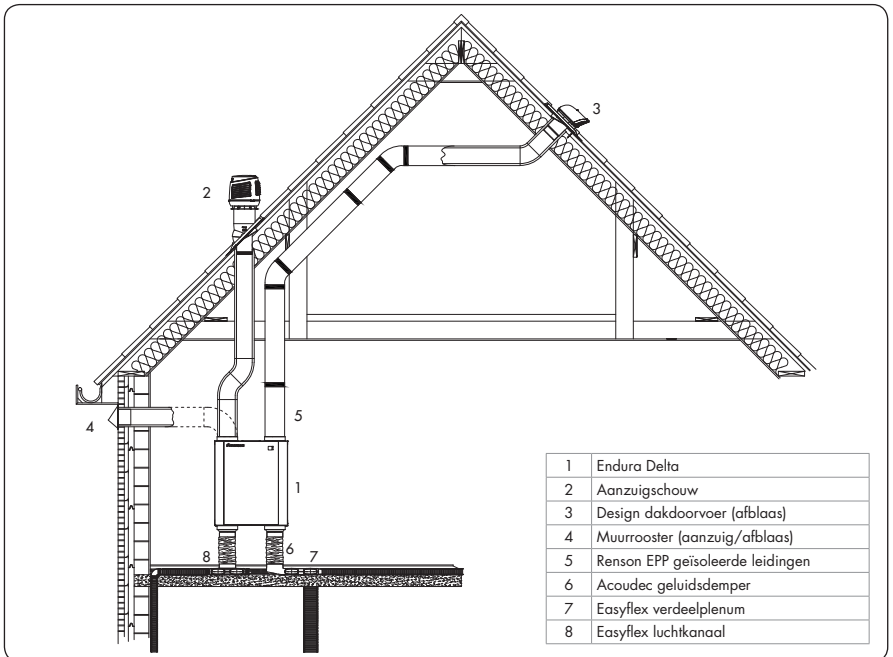 3
2
4
5
1
8
6
7
1 Endura Delta
2 Aanzuigschouw
3 Design dakdoorvoer (afblaas)
4 Muurrooster (aanzuig/afblaas)
5 Renson EPP geïsoleerde leidingen
6 Acoudec geluidsdemper
7 Easyflex verdeelplenum
8 Easyflex luchtkanaal